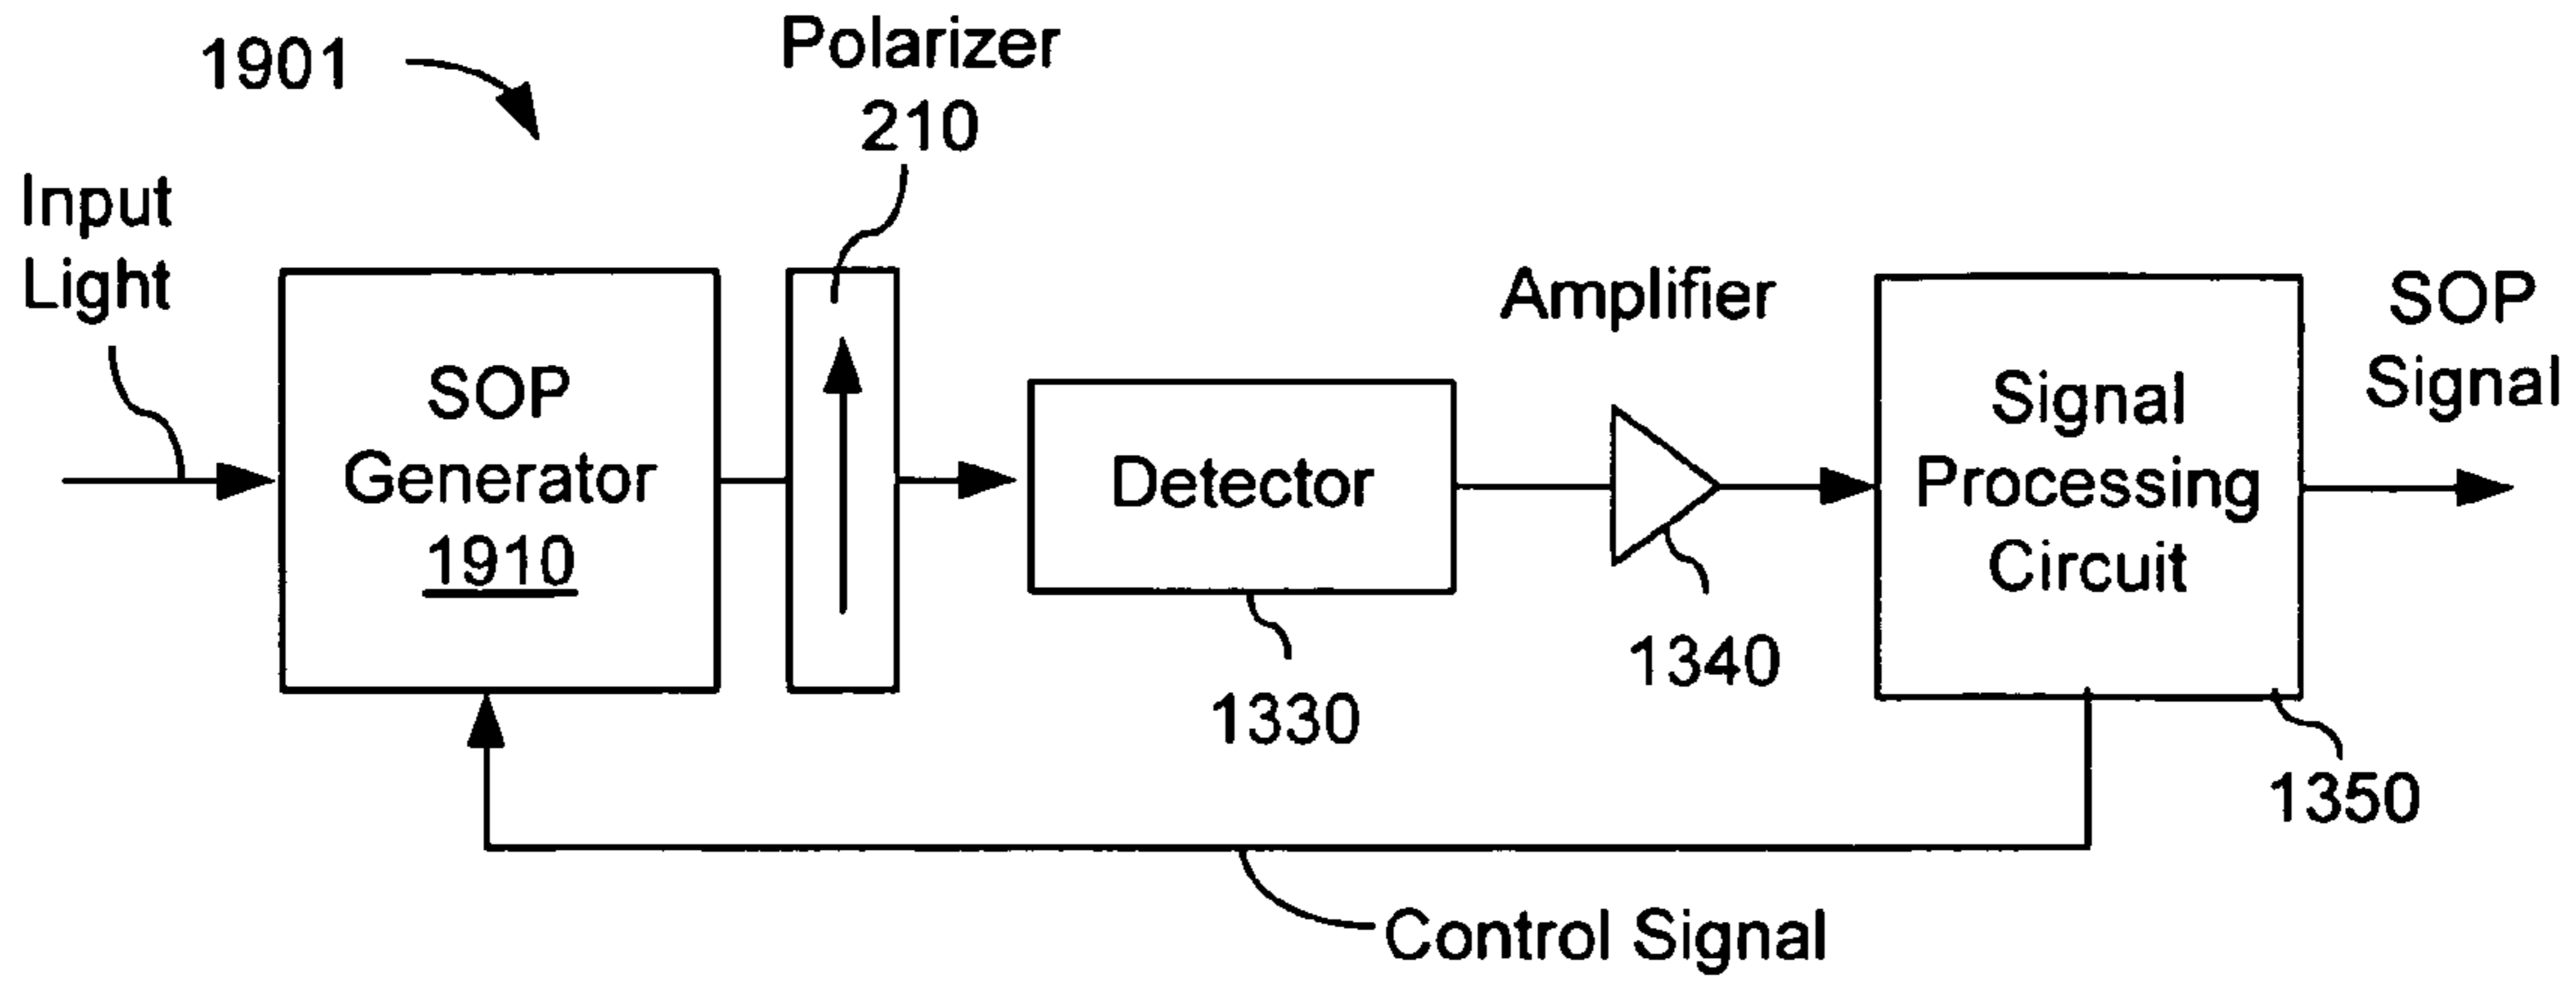 1901
Polarizer
210
Input
Light
SOP
Generator
1910
Detector
1330
Amplifier
1340
Signal
Processing
Circuit
1350
SOP
Signal
Control Signal